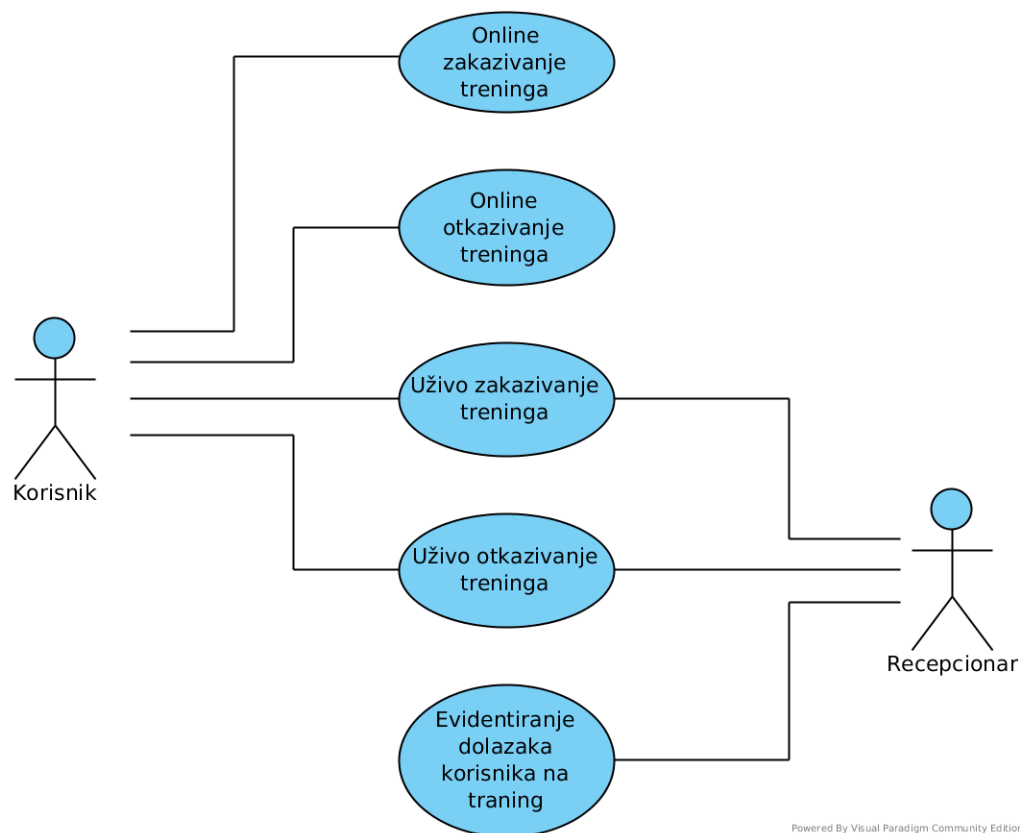 Online
zakazivanje
treninga
Online
otkazivanje
treninga
Uživo zakazivanje
treninga
Korisnik
Uživo otkazivanje
treninga
Recepcionar
Evidentiranje
dolazaka
korisnika na
traning
Powered By Visual Paradigm Community Edition